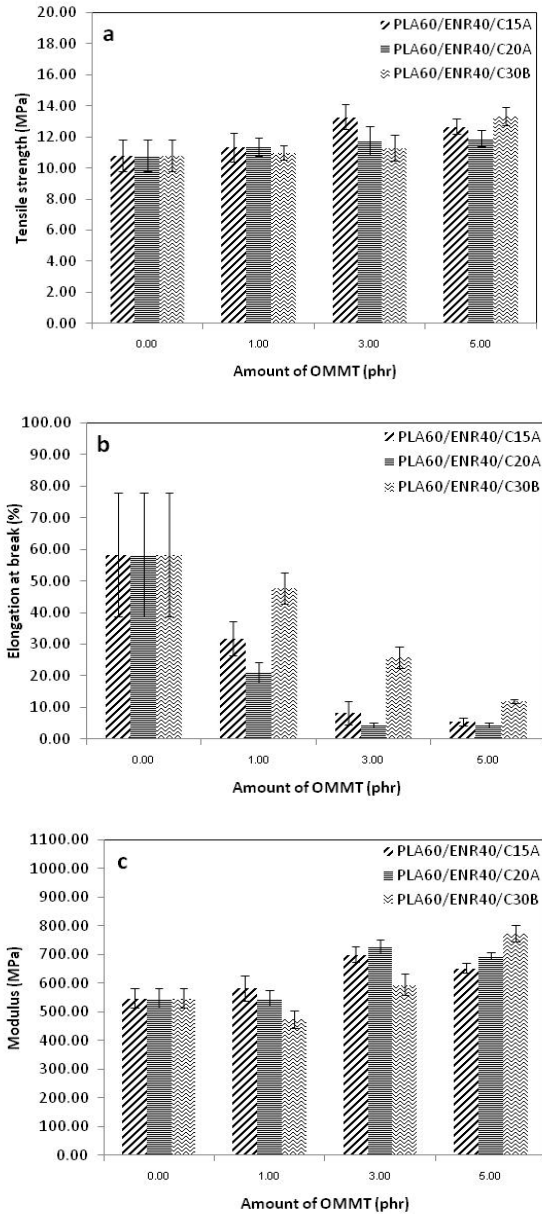 a
PLA60/ENR40/C15A
PLA60/ENR40/C20A
PLA60/ENR40/C30B
Tensile strength (MPa)
20.00
18.00
16.00
14.00
12.00
10.00
8.00
6.00
4.00
2.00
0.00
0.00 1.00 3.00 5.00
Amount of OMMT (phr)
b
PLA60/ENR40/C15A
PLA60/ENR40/C20A
PLA60/ENR40/C30B
Elongation at break (%)
100.00
90.00
80.00
70.00
60.00
50.00
40.00
30.00
20.00
10.00
0.00
0.00 1.00 3.00 5.00
Amount of OMMT (phr)
c
PLA60/ENR40/C15A
PLA60/ENR40/C20A
PLA60/ENR40/C30B
Modulus (MPa)
1100.00
1000.00
900.00
800.00
700.00
600.00
500.00
400.00
300.00
200.00
100.00
0.00
0.00 1.00 3.00 5.00
Amount of OMMT (phr)